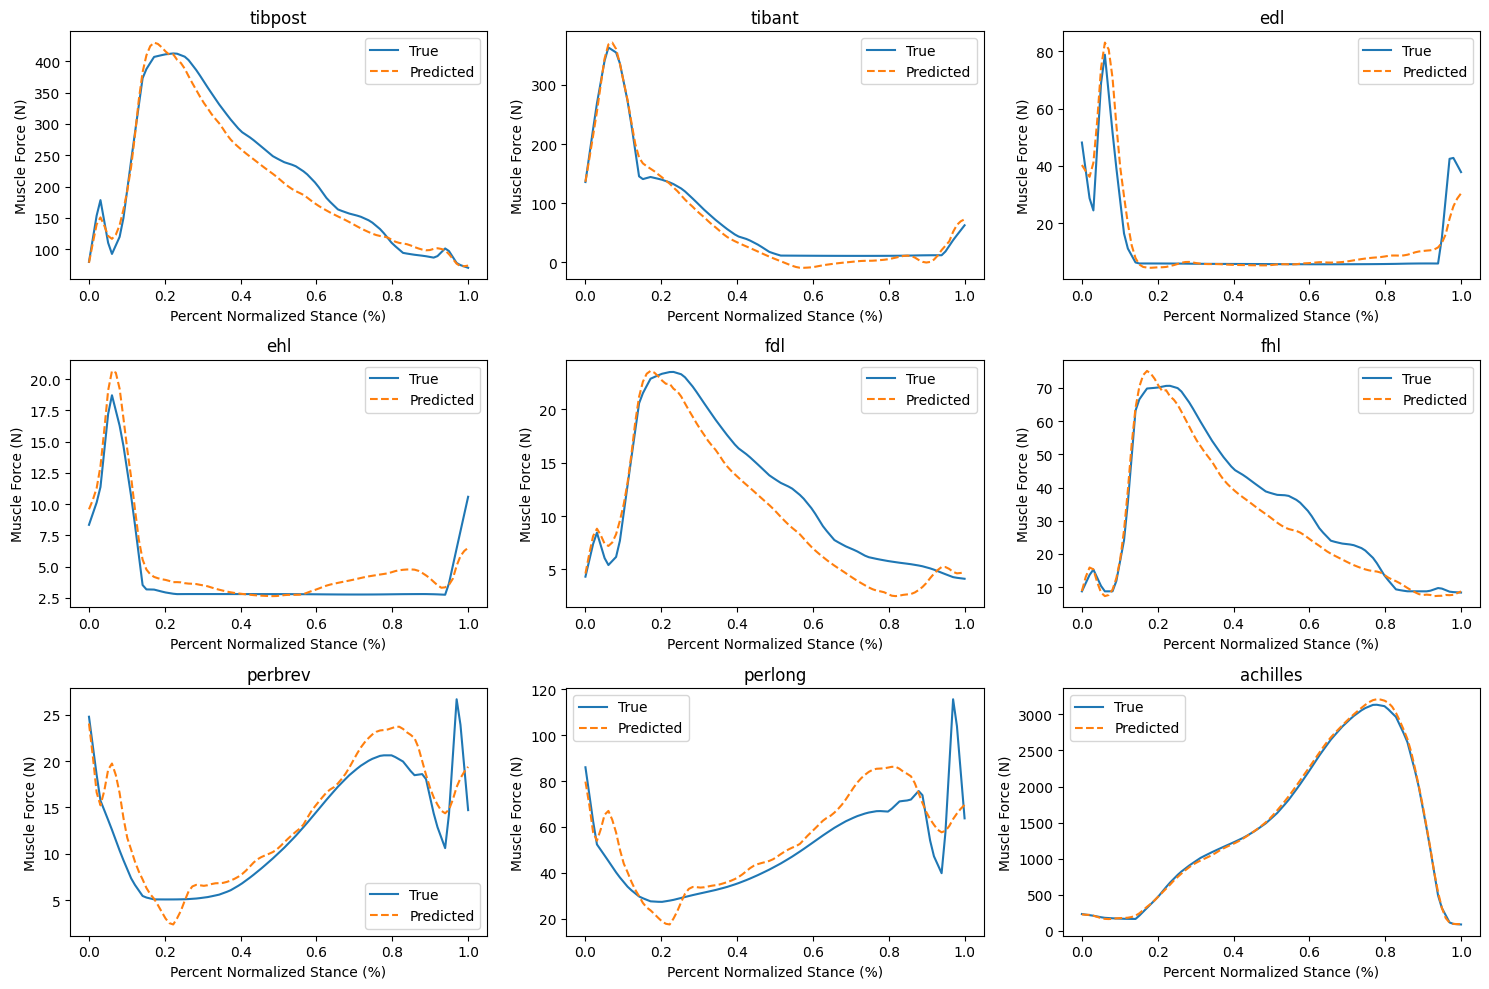 tibpost
Muscle Force (N)
400
350
300
250
200
150
100
True
Predicted
0.0 0.2 0.4 0.6 0.8 1.0
Percent Normalized Stance (%)
tibant
Muscle Force (N)
300
200
100
0
True
Predicted
0.0 0.2 0.4 0.6 0.8 1.0
Percent Normalized Stance (%)
edl
Muscle Force (N)
80
60
40
20
True
Predicted
0.0 0.2 0.4 0.6 0.8 1.0
Percent Normalized Stance (%)
ehl
Muscle Force (N)
20.0
17.5
15.0
12.5
10.0
7.5
5.0
2.5
True
Predicted
0.0 0.2 0.4 0.6 0.8 1.0
Percent Normalized Stance (%)
fdl
Muscle Force (N)
20
15
10
5
True
Predicted
0.0 0.2 0.4 0.6 0.8 1.0
Percent Normalized Stance (%)
fhl
Muscle Force (N)
70
60
50
40
30
20
10
True
Predicted
0.0 0.2 0.4 0.6 0.8 1.0
Percent Normalized Stance (%)
perbrev
Muscle Force (N)
25
20
15
10
5
True
Predicted
0.0 0.2 0.4 0.6 0.8 1.0
Percent Normalized Stance (%)
perlong
Muscle Force (N)
120
100
80
60
40
20
True
Predicted
0.0 0.2 0.4 0.6 0.8 1.0
Percent Normalized Stance (%)
achilles
Muscle Force (N)
3000
2500
2000
1500
1000
500
0
True
Predicted
0.0 0.2 0.4 0.6 0.8 1.0
Percent Normalized Stance (%)